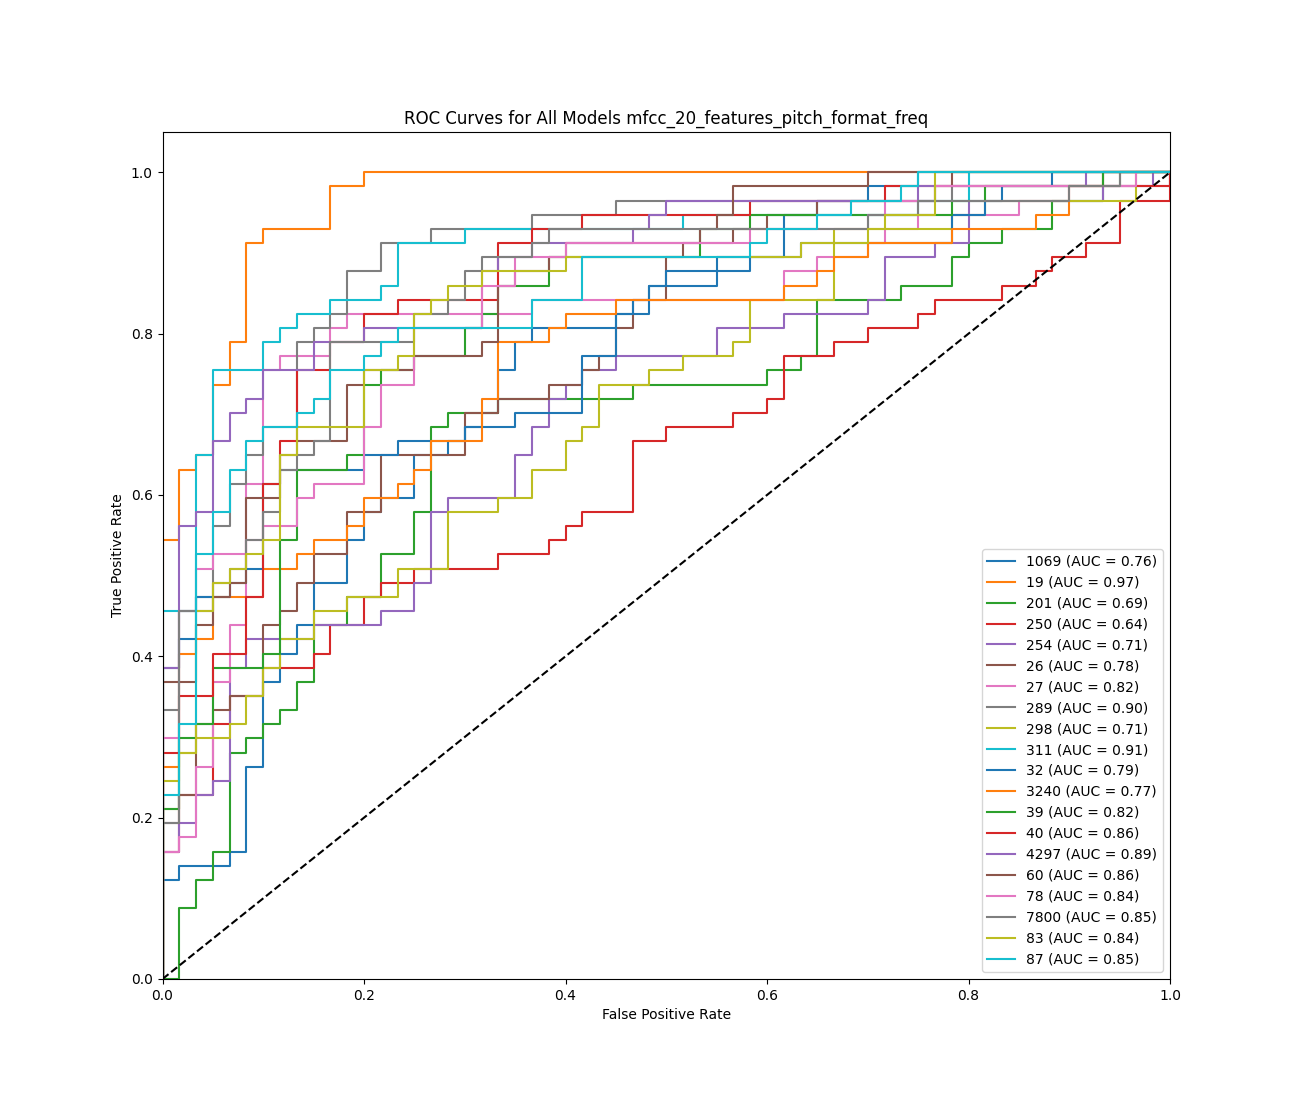 ROC Curves for All Models mfcc_20_features_pitch_format_freq
True Positive Rate
1.0
0.8
0.6
0.4
0.2
0.0
0.0 0.2 0.4 0.6 0.8 1.0
False Positive Rate
1069 (AUC = 0.76)
19 (AUC = 0.97)
201 (AUC = 0.69)
250 (AUC = 0.64)
254 (AUC = 0.71)
26 (AUC = 0.78)
27 (AUC = 0.82)
289 (AUC = 0.90)
298 (AUC = 0.71)
311 (AUC = 0.91)
32 (AUC = 0.79)
3240 (AUC = 0.77)
39 (AUC = 0.82)
40 (AUC = 0.86)
4297 (AUC = 0.89)
60 (AUC = 0.86)
78 (AUC = 0.84)
7800 (AUC = 0.85)
83 (AUC = 0.84)
87 (AUC = 0.85)